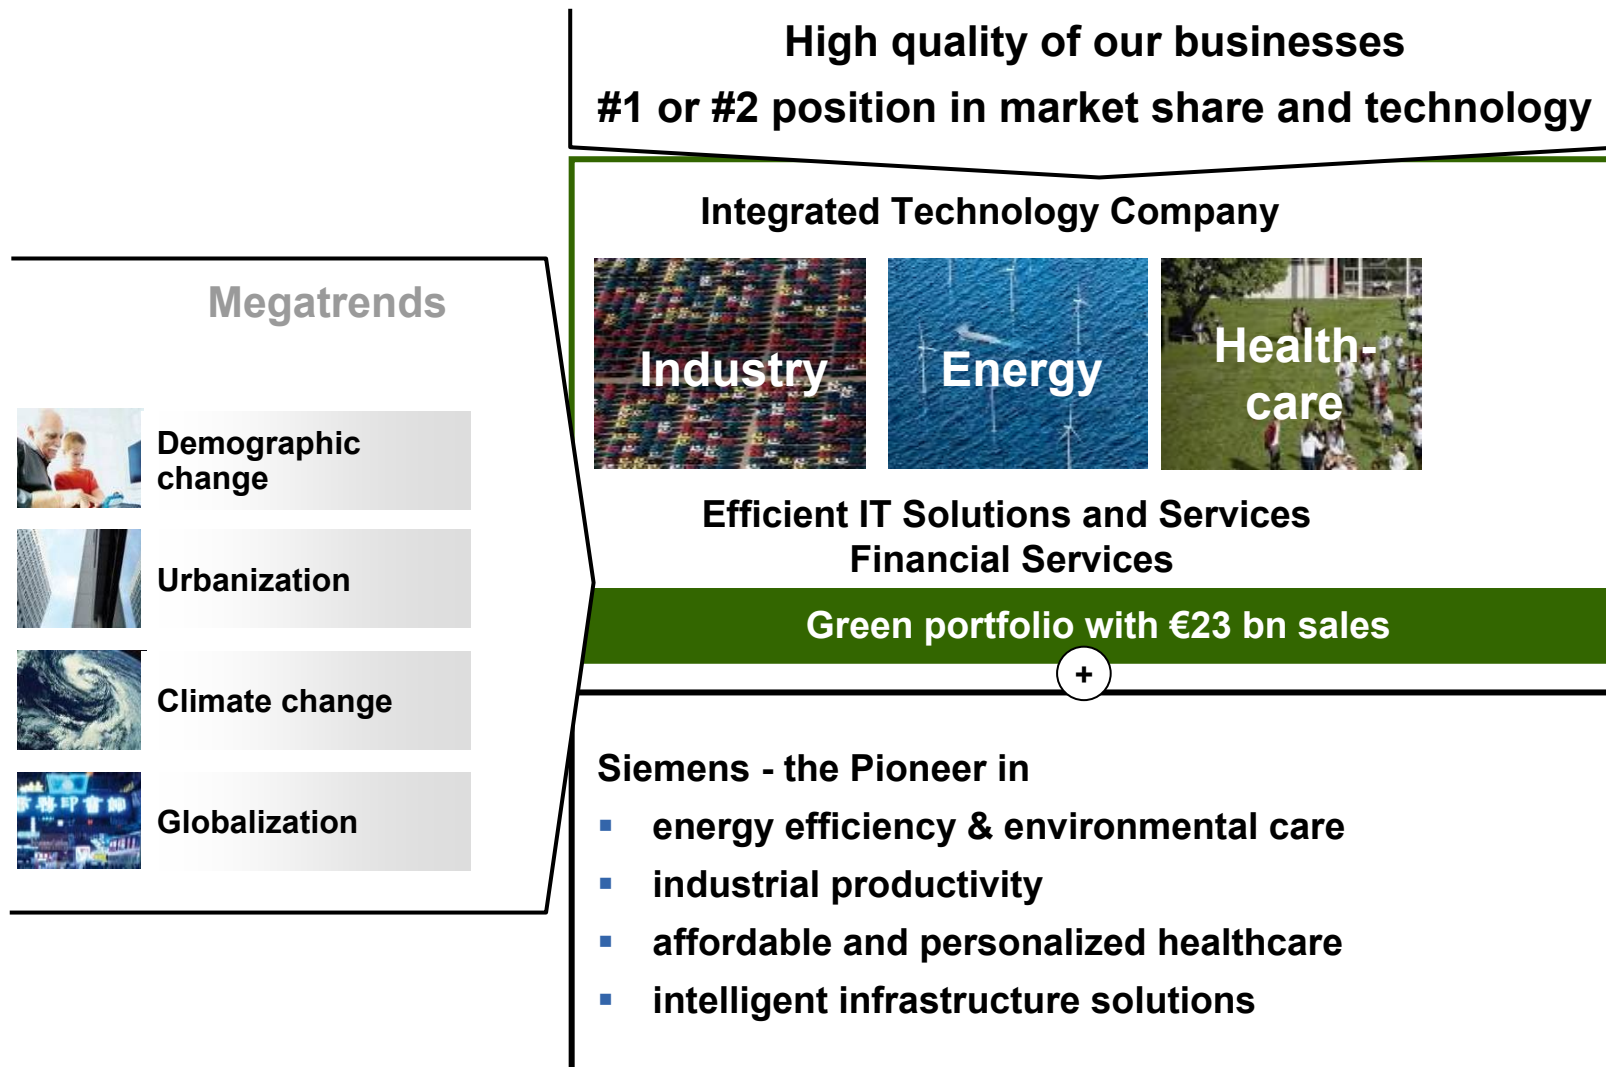 High quality of our businesses
#1 or #2 position in market share and technology
Integrated Technology Company
Megatrends
Industry
Energy
Health-
care
Demographic
change
Urbanization
Climate change
Globalization
Efficient IT Solutions and Services
Financial Services
Green portfolio with €23 bn sales
+
Siemens - the Pioneer in
▪ energy efficiency & environmental care
▪ industrial productivity
▪ affordable and personalized healthcare
▪ intelligent infrastructure solutions